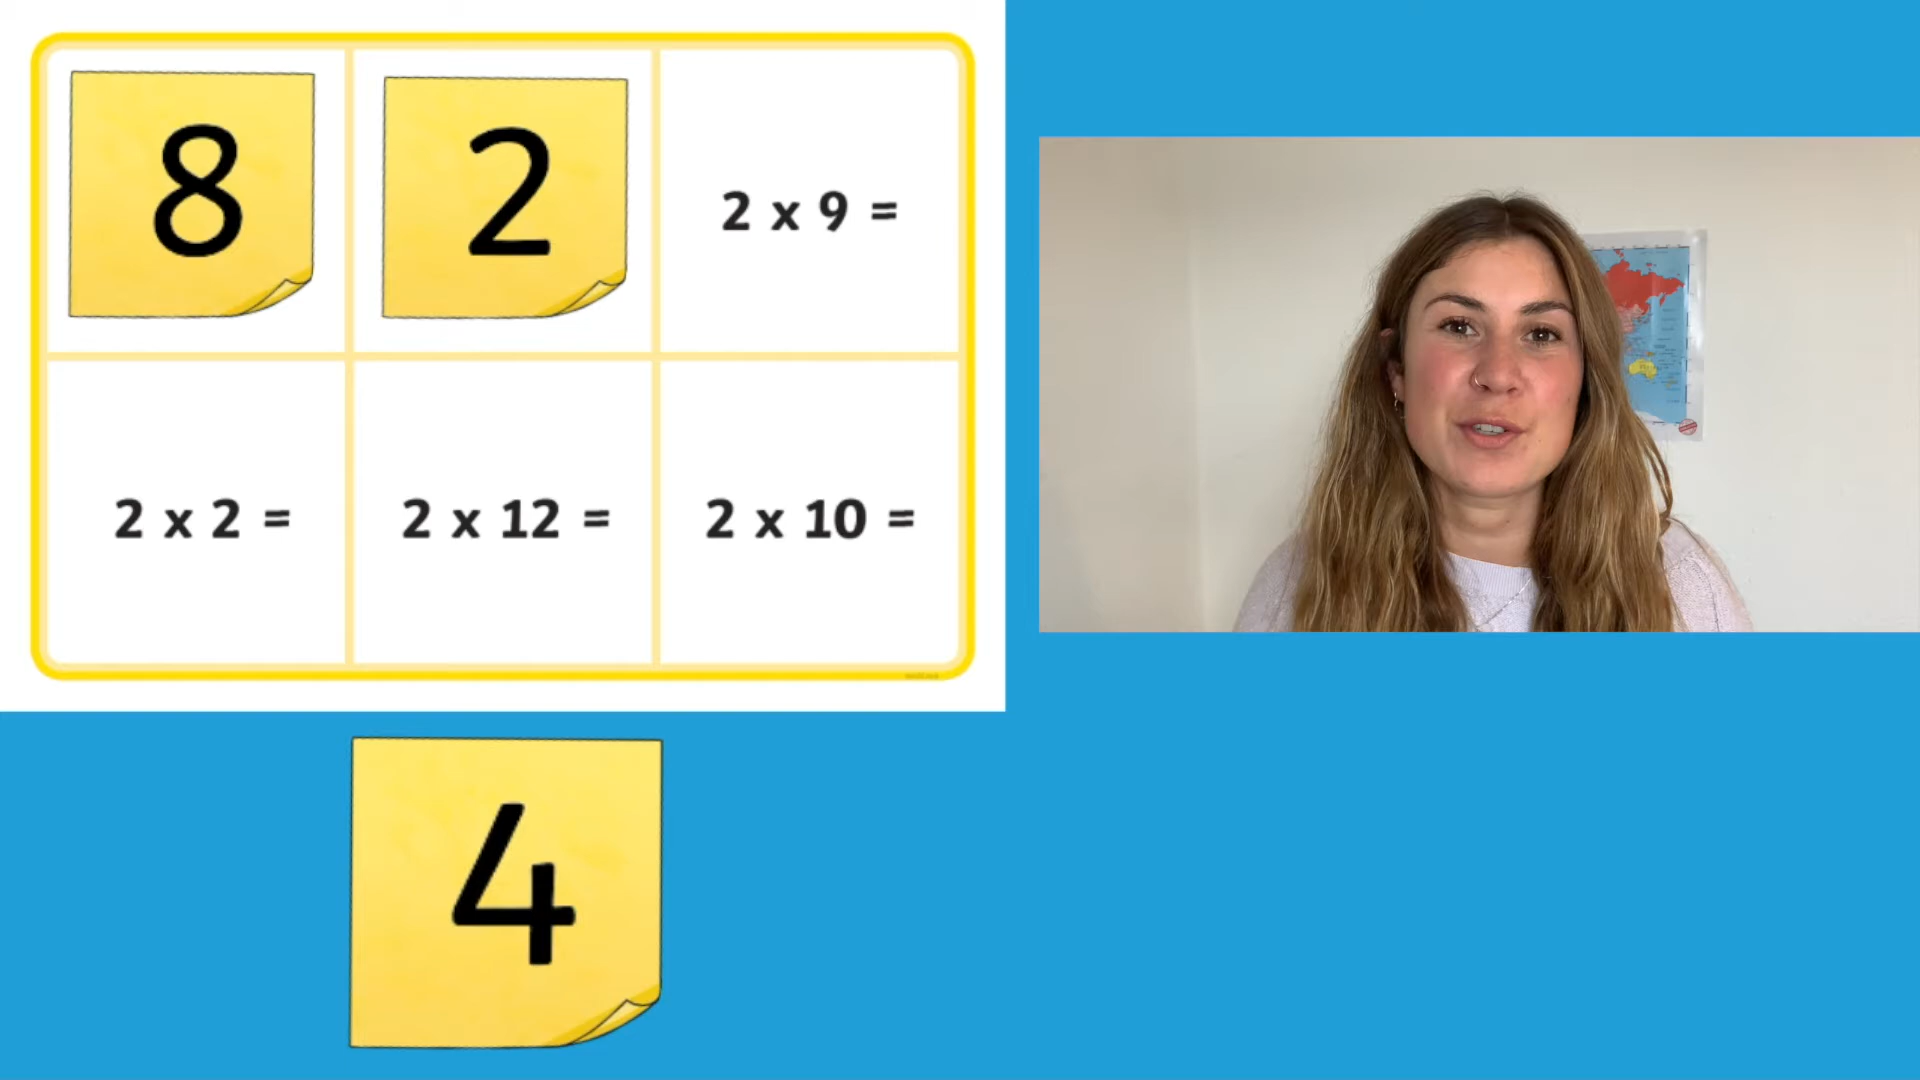 8
2
2 x 9 =
2 x 2 =
2 x 12 =
2 x 10 =
4